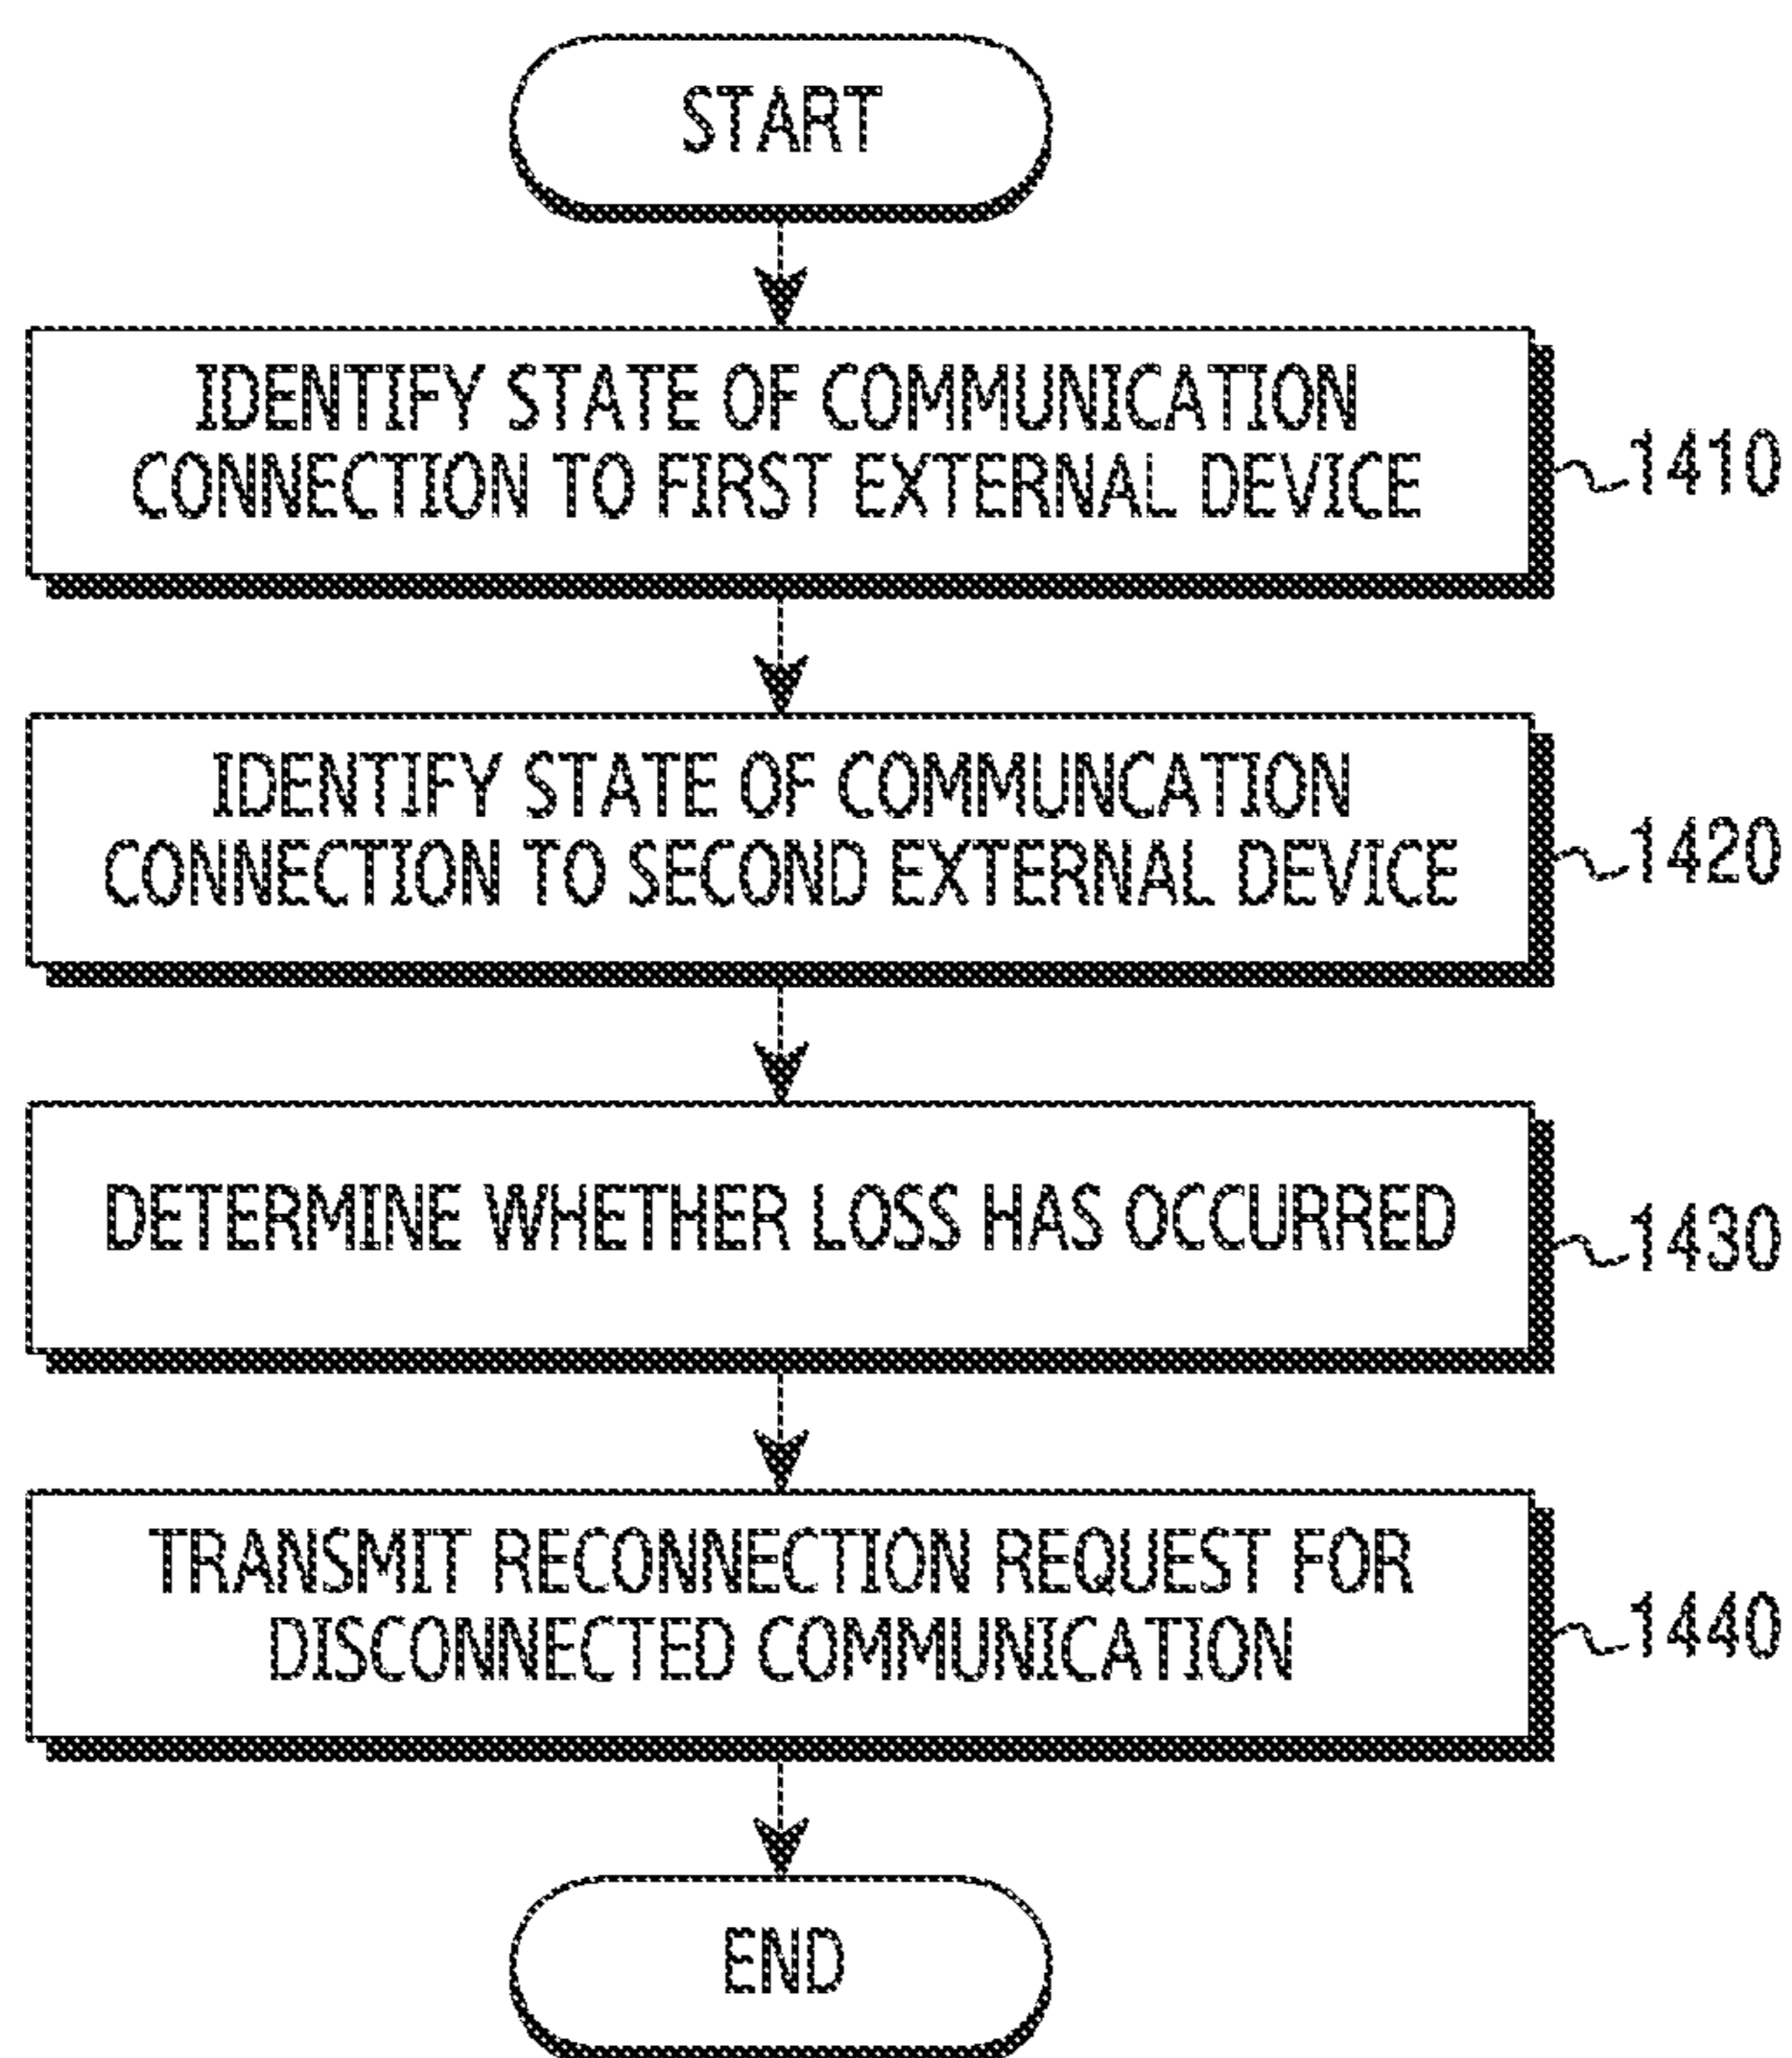 START
IDENTIFY STATE OF COMMUNICATION
CONNECTION TO FIRST EXTERNAL DEVICE
1410
IDENTIFY STATE OF COMMUNCATION
CONNECTION TO SECOND EXTERNAL DEVICE
1420
DETERMINE WHETHER LOSS HAS OCCURRED
1430
TRANSMIT RECONNECTION REQUEST FOR
DISCONNECTED COMMUNICATION
1440
END